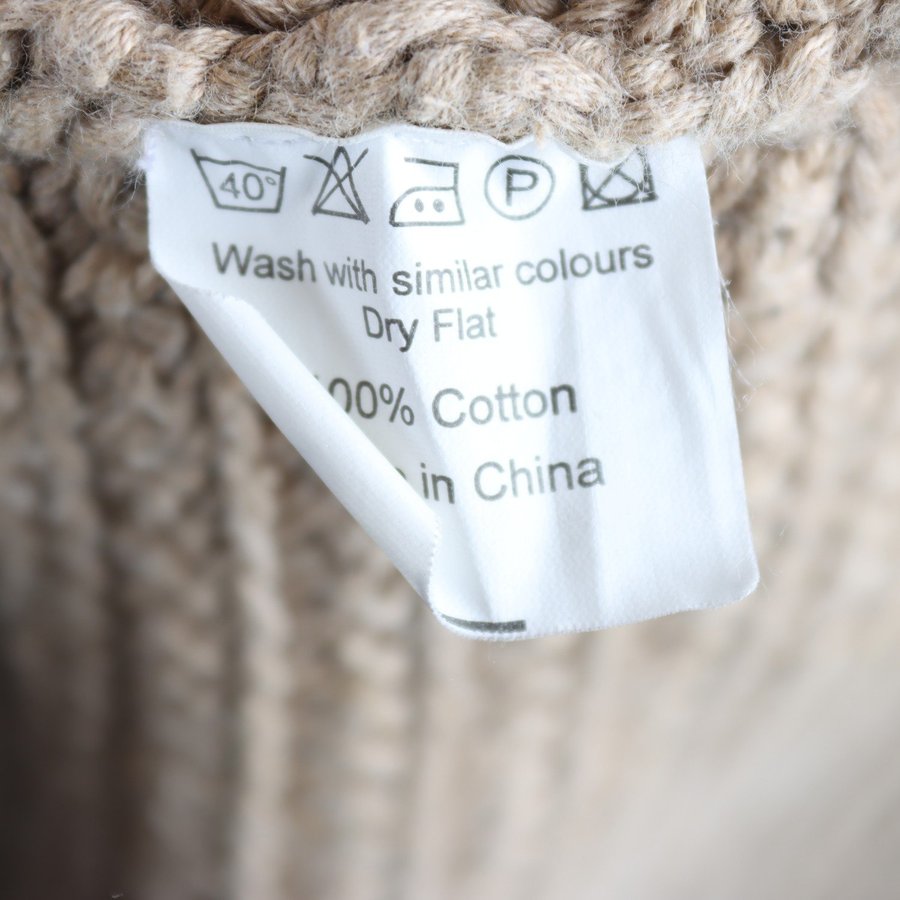 40°
P
Wash with similar colours
Dry Flat
00% Cotton
in China